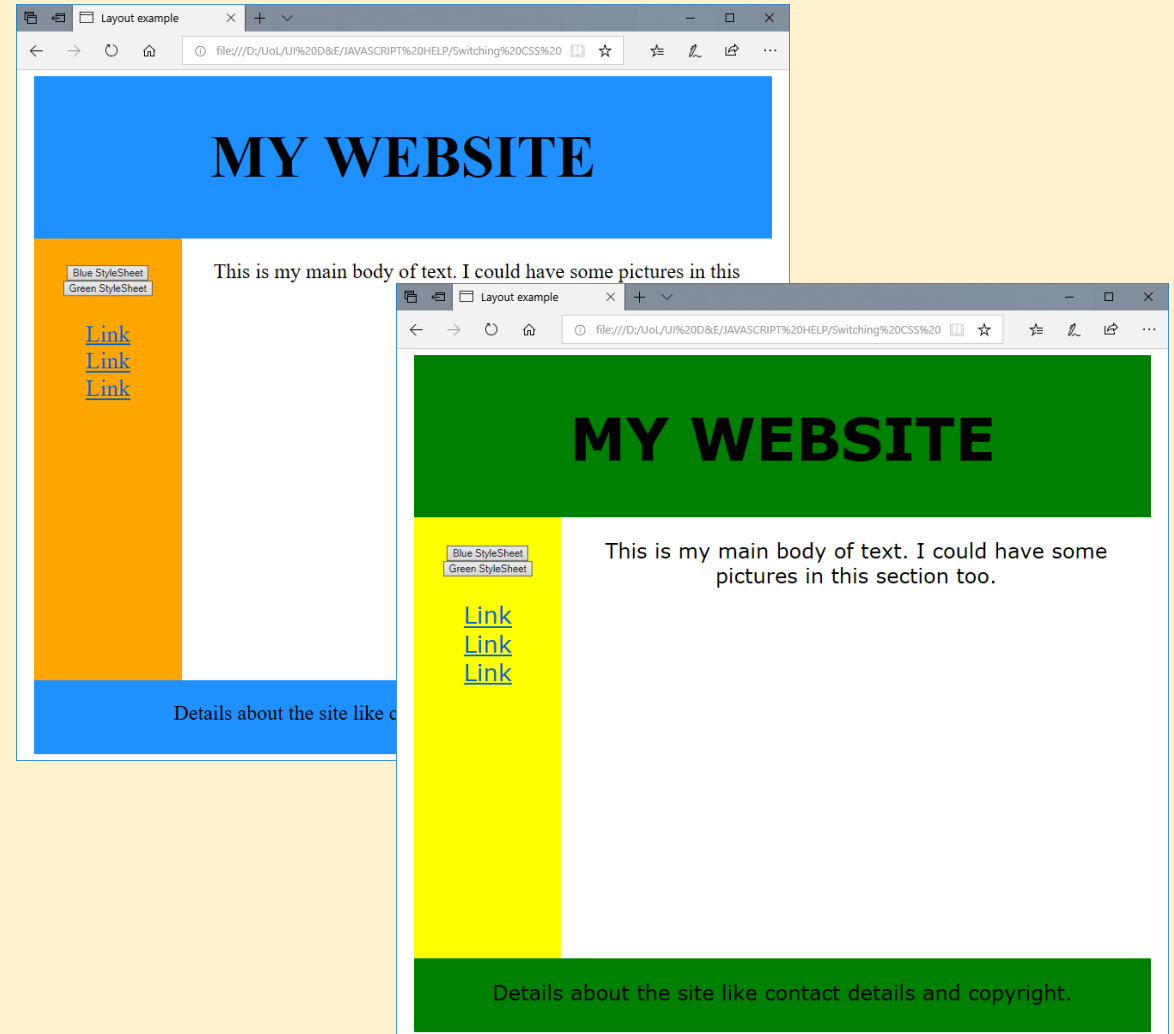 Layout example
file:///D:/UoL/UI%20D&E/JAVASCRIPT%20HELP/Switching%20CSS%20
MY WEBSITE
Blue StyleSheet
Green StyleSheet
Link
Link
Link
This is my main body of text. I could have some pictures in this
Details about the site like
Layout example
file:///D:/UoL/UI%20D&E/JAVASCRIPT%20HELP/Switching%20CSS%20
MY WEBSITE
Blue StyleSheet
Green StyleSheet
Link
Link
Link
This is my main body of text. I could have some
pictures in this section too.
Details about the site like contact details and copyright.